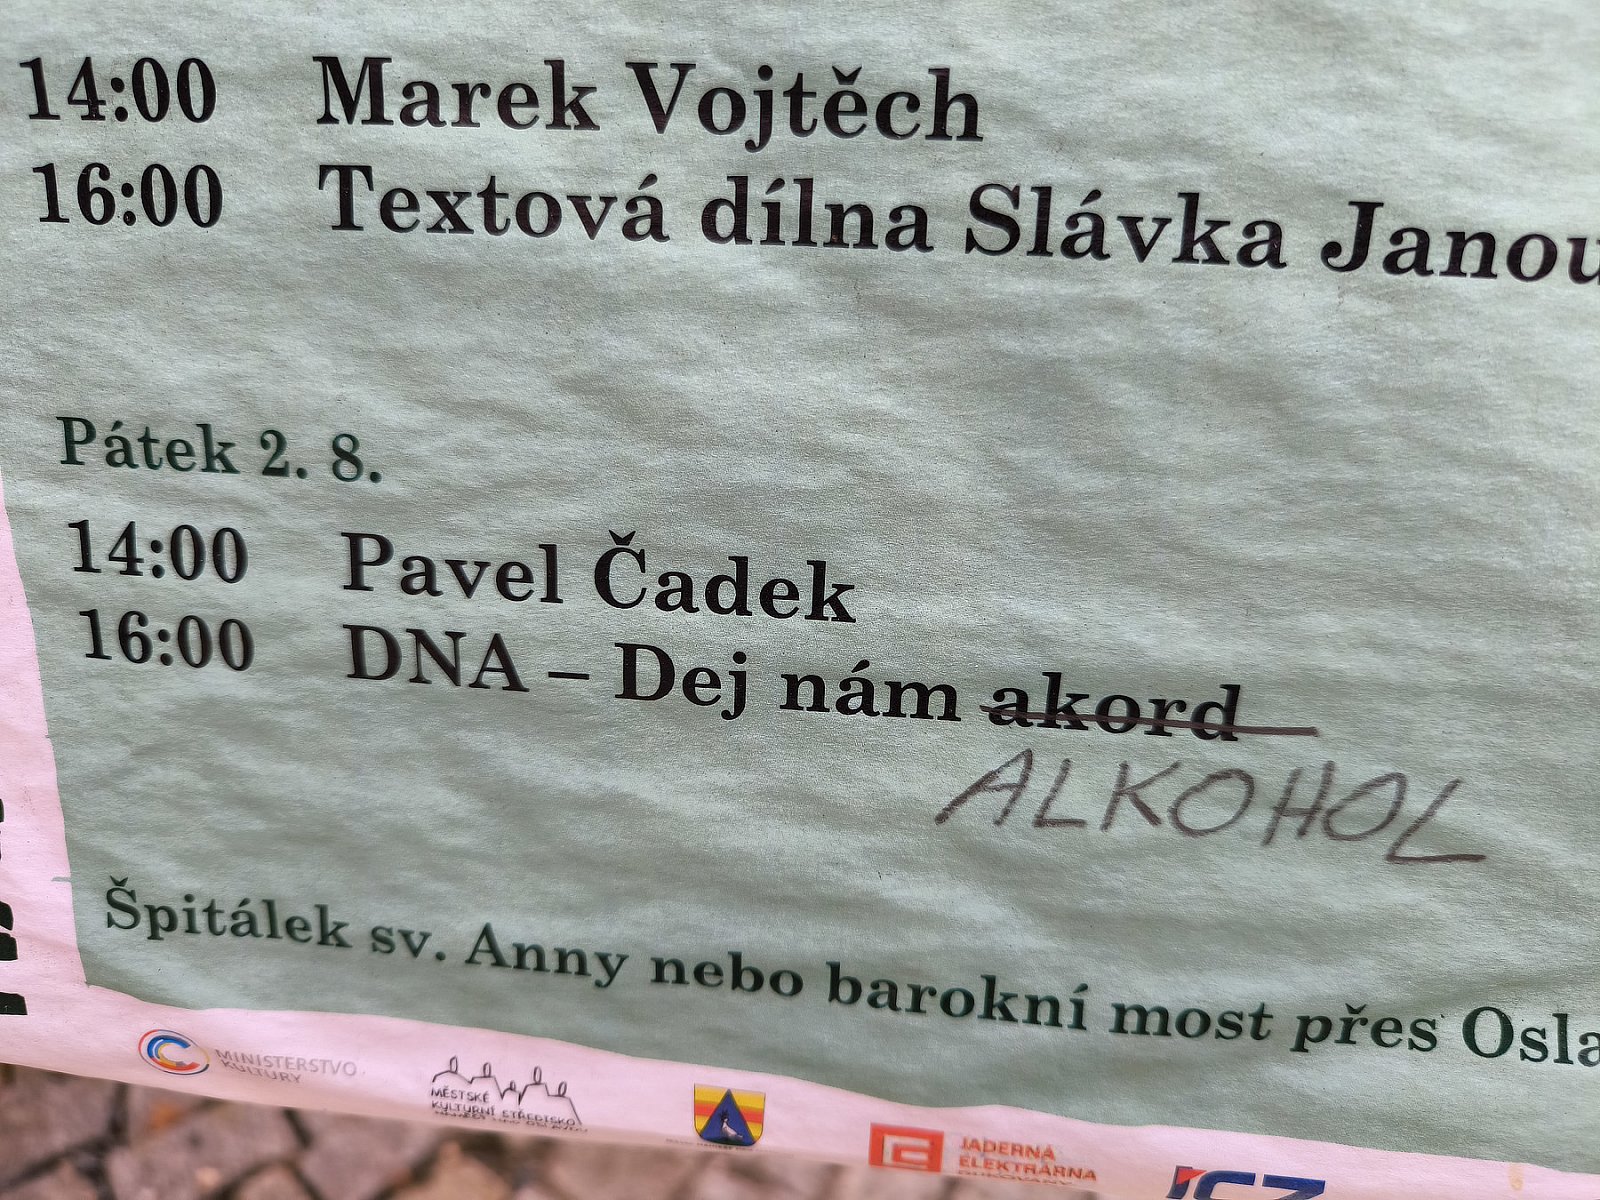 14:00 Marek Vojtěch
16:00 Textová dílna Slávka Janou
Pátek 2. 8.
14:00 Pavel Čadek
16:00 DNA – Dej nám akord
ALKOHOL
Špitálek sv. Anny nebo barokní most přes Osla
MINISTERSTVO
KULTURY
MĚSTSKÉ
KULTURNÍ STŘEDISKO
JADERNÁ
ELEKTRÁRNA
DUKOVANY